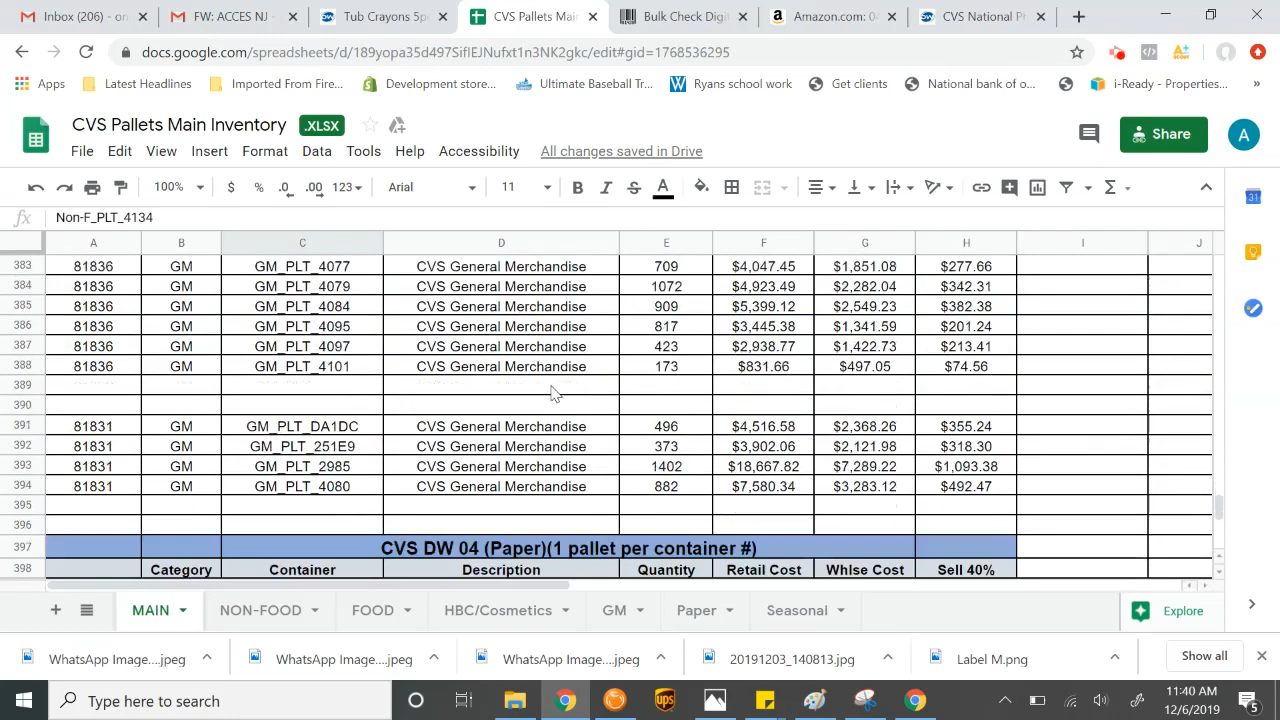 Inbox (206) - on
FW: ACCES NJ -
Tub Crayons 5p
CVS Pallets Mai
Bulk Check Digi
Amazon.com: 0
CVS National P
docs.google.com/spreadsheets/d/189yopa35d497SiflEJNufxt1n3NK2gkc/edit#gid=1768536295
Apps
Latest Headlines
Imported From F...
Development store...
Ultimate Baseball Tr...
Ryans school work
Get clients
National bank of o...
i-Ready - Properties...
»
CVS Pallets Main Inventory .XLSX
Share
A
File Edit View Insert Format Data Tools Help Accessibility All changes saved in Drive
100% $ % .0 .00 123 Arial 11 B I S A Σ
31
fx Non-F_PLT_4134
A B C D E F G H I J
383 81836 GM GM_PLT_4077 CVS General Merchandise 709 $4,047.45 $1,851.08 $277.66
384 81836 GM GM_PLT_4079 CVS General Merchandise 1072 $4,923.49 $2,282.04 $342.31
385 81836 GM GM_PLT_4084 CVS General Merchandise 909 $5,399.12 $2,549.23 $382.38
386 81836 GM GM_PLT_4095 CVS General Merchandise 817 $3,445.38 $1,341.59 $201.24
387 81836 GM GM_PLT_4097 CVS General Merchandise 423 $2,938.77 $1,422.73 $213.41
388 81836 GM GM_PLT_4101 CVS General Merchandise 173 $831.66 $497.05 $74.56
389
390
391 81831 GM GM_PLT_DA1DC CVS General Merchandise 496 $4,516.58 $2,368.26 $355.24
392 81831 GM GM_PLT_251E9 CVS General Merchandise 373 $3,902.06 $2,121.98 $318.30
393 81831 GM GM_PLT_2985 CVS General Merchandise 1402 $18,667.82 $7,289.22 $1,093.38
394 81831 GM GM_PLT_4080 CVS General Merchandise 882 $7,580.34 $3,283.12 $492.47
395
396
397 CVS DW 04 (Paper)(1 pallet per container #)
398 Category Container Description Quantity Retail Cost Whlse Cost Sell 40%
MAIN NON-FOOD FOOD HBC/Cosmetics GM Paper Seasonal Explore
WhatsApp Image....jpeg
WhatsApp Image....jpeg
WhatsApp Image....jpeg
20191203_140813.jpg
Label M.png
Show all
Type here to search
ups
11:40 AM
12/6/2019
5